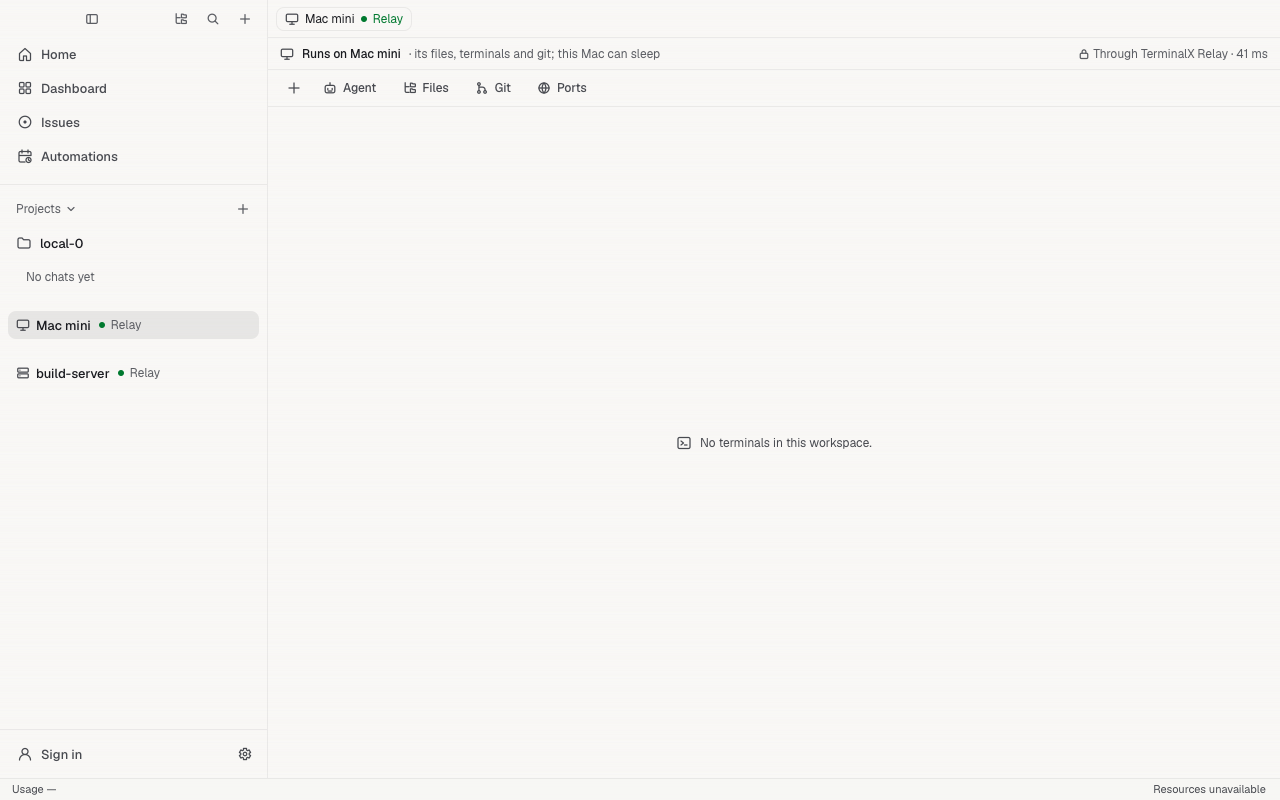 Home
Dashboard
Issues
Automations
Projects
local-0
No chats yet
Mac mini Relay
build-server Relay
Sign in
Usage —
Mac mini Relay
Runs on Mac mini · its files, terminals and git; this Mac can sleep
Through TerminalX Relay · 41 ms
Agent Files Git Ports
No terminals in this workspace.
Resources unavailable